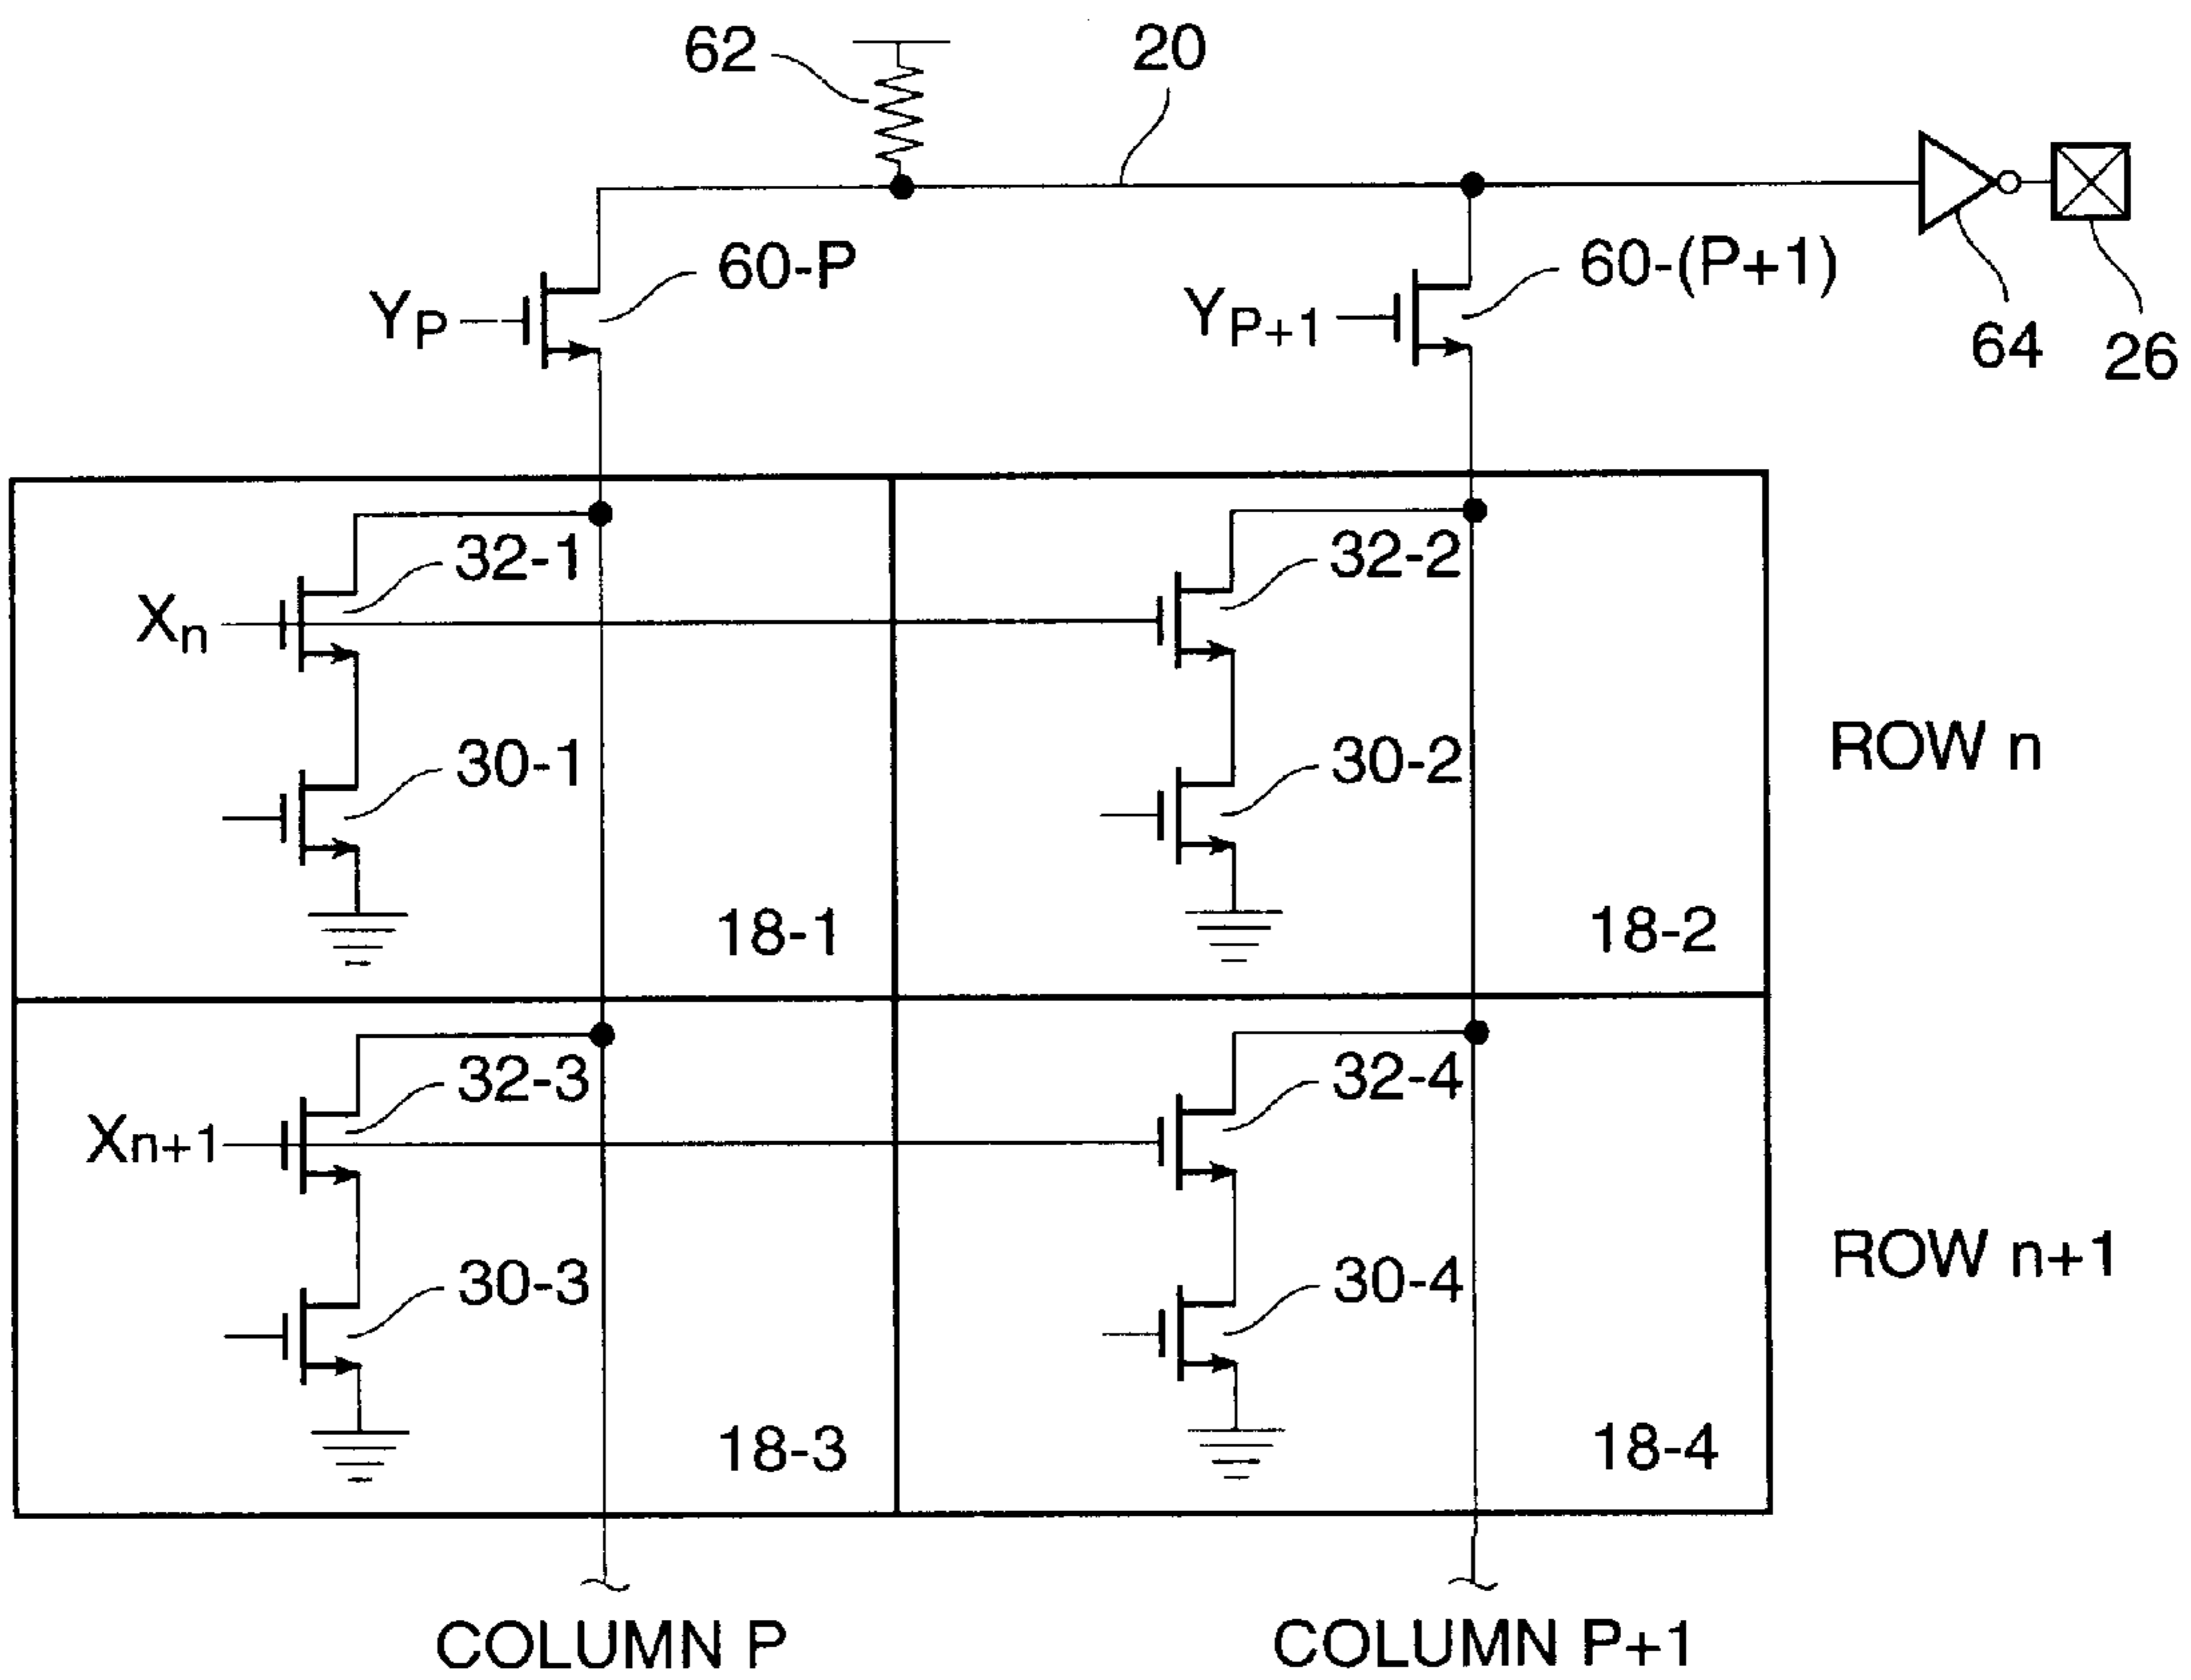 62
20
60-P
60-(P+1)
YP
YP+1
64
26
32-1
32-2
Xn
30-1
30-2
ROW n
18-1
18-2
32-3
32-4
Xn+1
30-3
30-4
ROW n+1
18-3
18-4
COLUMN P
COLUMN P+1